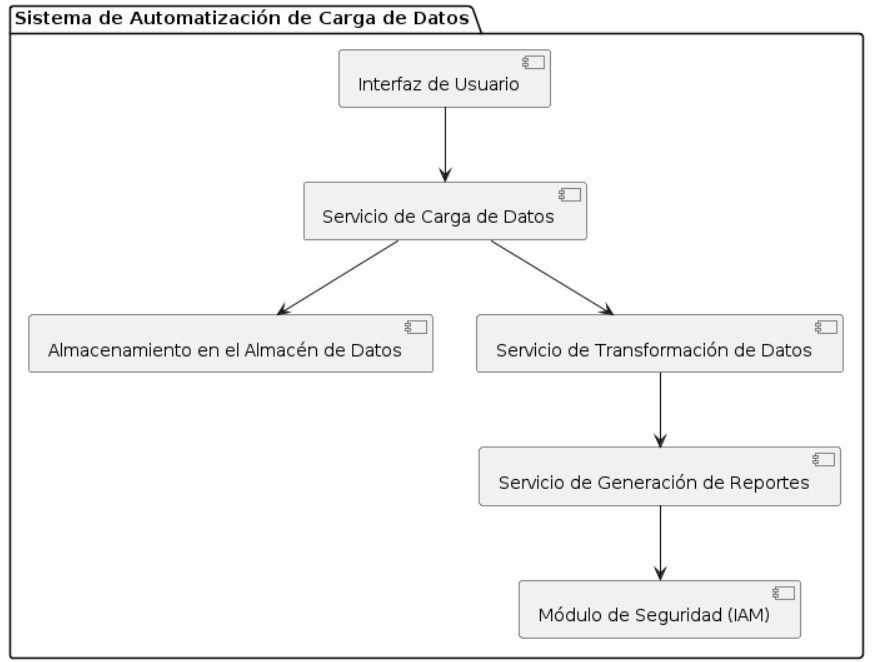 Sistema de Automatización de Carga de Datos
Interfaz de Usuario
Servicio de Carga de Datos
Almacenamiento en el Almacén de Datos
Servicio de Transformación de Datos
Servicio de Generación de Reportes
Módulo de Seguridad (IAM)